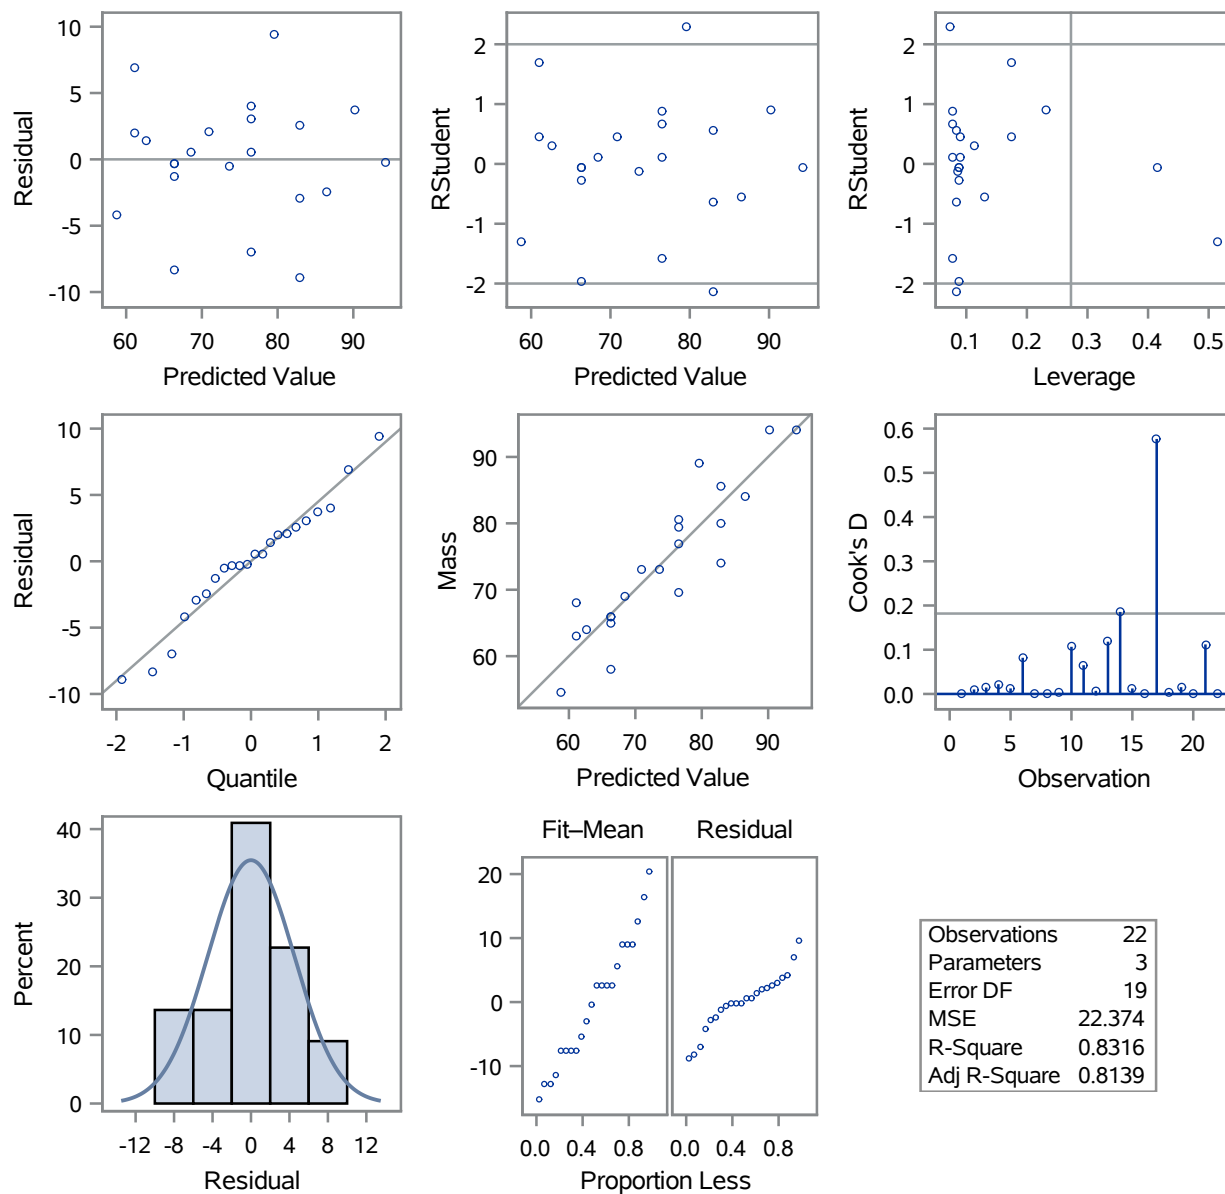 10
5
0
-5
-10
Residual
60 70 80 90
Predicted Value
2
1
0
-1
-2
RStudent
60 70 80 90
Predicted Value
2
1
0
-1
-2
RStudent
0.1 0.2 0.3 0.4 0.5
Leverage
10
5
0
-5
-10
Residual
-2 -1 0 1 2
Quantile
90
80
70
60
Mass
60 70 80 90
Predicted Value
0.6
0.5
0.4
0.3
0.2
0.1
0.0
Cook's D
0 5 10 15 20
Observation
40
30
20
10
0
Percent
-12 -8 -4 0 4 8 12
Residual
Fit–Mean Residual
20
10
0
-10
0.0 0.4 0.8 0.0 0.4 0.8
Proportion Less
Observations 22
Parameters 3
Error DF 19
MSE 22.374
R-Square 0.8316
Adj R-Square 0.8139